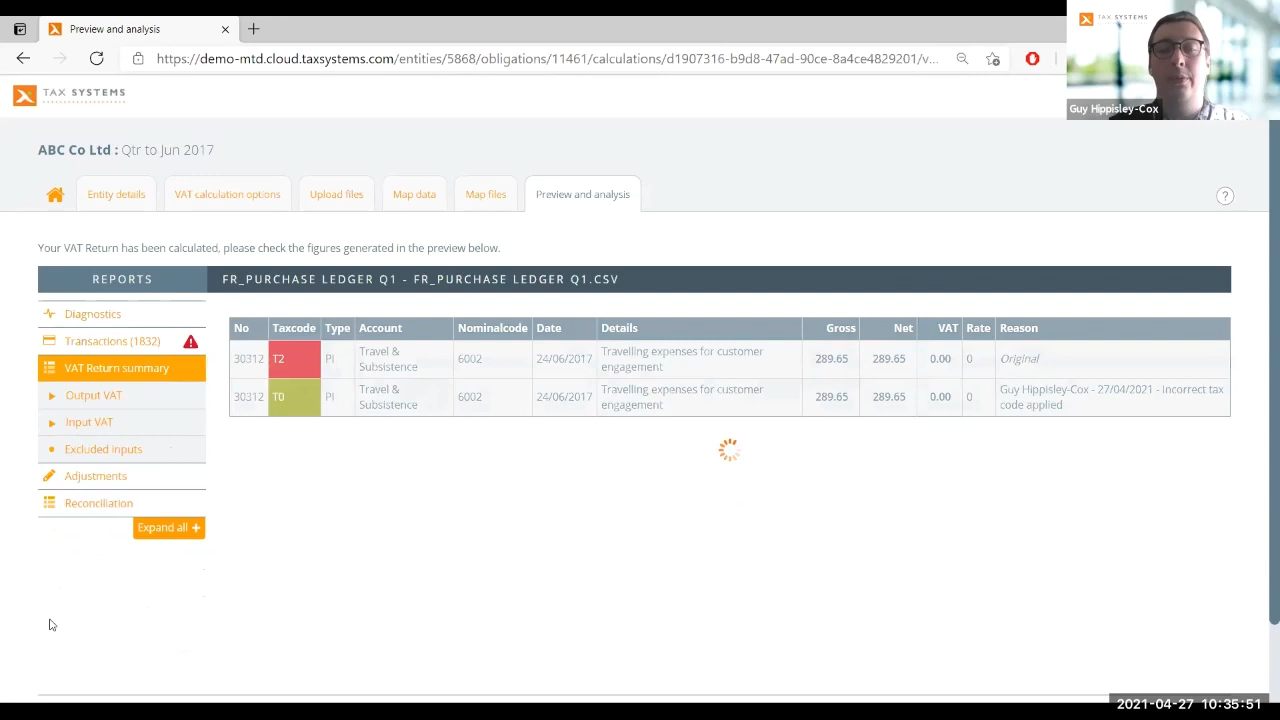 Preview and analysis
https://demo-mtd.cloud.taxsystems.com/entities/5868/obligations/11461/calculations/d1907316-b9d8-47ad-90ce-8a4ce4829201/v...
TAX SYSTEMS
Guy Hippisley-Cox
TAX SYSTEMS
ABC Co Ltd : Qtr to Jun 2017
Entity details
VAT calculation options
Upload files
Map data
Map files
Preview and analysis
?
Your VAT Return has been calculated, please check the figures generated in the preview below.
REPORTS
FR_PURCHASE LEDGER Q1 - FR_PURCHASE LEDGER Q1.CSV
Diagnostics
Transactions (1832)
VAT Return summary
Output VAT
Input VAT
Excluded inputs
Adjustments
Reconciliation
Expand all +
No Taxcode Type Account Nominalcode Date Details Gross Net VAT Rate Reason
30312 T2 PI Travel & Subsistence 6002 24/06/2017 Travelling expenses for customer engagement 289.65 289.65 0.00 0 Original
30312 T0 PI Travel & Subsistence 6002 24/06/2017 Travelling expenses for customer engagement 289.65 289.65 0.00 0 Guy Hippisley-Cox - 27/04/2021 - Incorrect tax code applied
2021-04-27 10:35:51